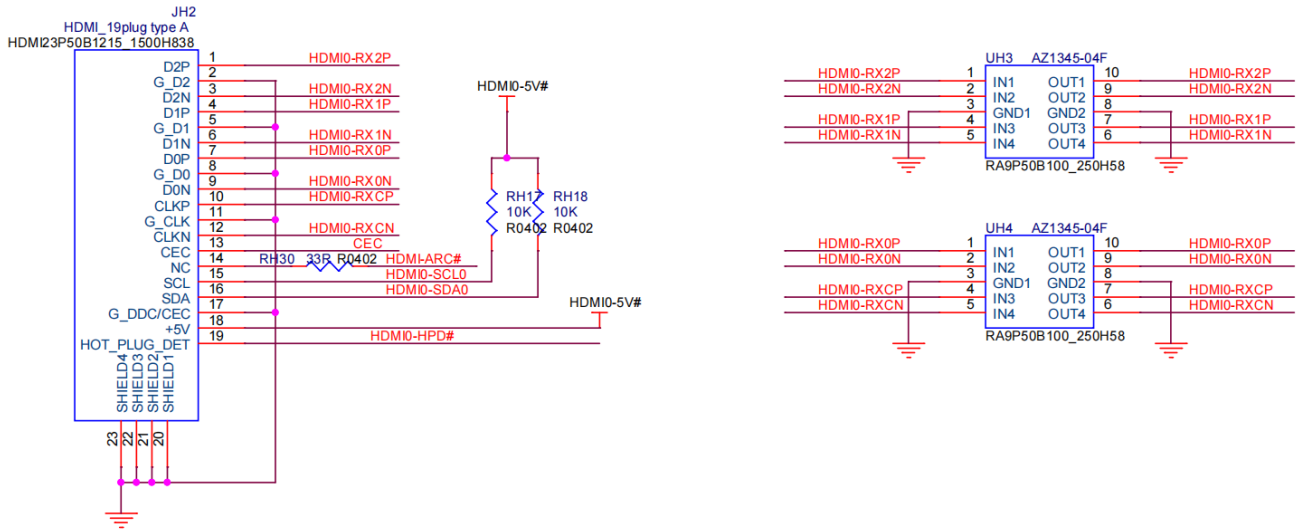 JH2
HDMI_19plug type A
HDMI23P50B1215_1500H838
D2P 1 HDMI0-RX2P
G_D2 2
D2N 3 HDMI0-RX2N
D1P 4 HDMI0-RX1P
G_D1 5
D1N 6 HDMI0-RX1N
D0P 7 HDMI0-RX0P
G_D0 8
D0N 9 HDMI0-RX0N
CLKP 10 HDMI0-RXCP
G_CLK 11
CLKN 12 HDMI0-RXCN
CEC 13 CEC
NC 14 RH30 33R R0402 HDMI-ARC#
SCL 15 HDMI0-SCL0
SDA 16 HDMI0-SDA0
G_DDC/CEC 17
+5V 18
HOT_PLUG_DET 19 HDMI0-HPD#
SHIELD4 SHIELD3 SHIELD2 SHIELD1
23 22 21 20
HDMI0-5V#
RH17 RH18
10K 10K
R0402 R0402
HDMI0-5V#
UH3 AZ1345-04F
HDMI0-RX2P 1 IN1 OUT1 10 HDMI0-RX2P
HDMI0-RX2N 2 IN2 OUT2 9 HDMI0-RX2N
3 GND1 GND2 8
HDMI0-RX1P 4 IN3 OUT3 7 HDMI0-RX1P
HDMI0-RX1N 5 IN4 OUT4 6 HDMI0-RX1N
RA9P50B100_250H58
UH4 AZ1345-04F
HDMI0-RX0P 1 IN1 OUT1 10 HDMI0-RX0P
HDMI0-RX0N 2 IN2 OUT2 9 HDMI0-RX0N
3 GND1 GND2 8
HDMI0-RXCP 4 IN3 OUT3 7 HDMI0-RXCP
HDMI0-RXCN 5 IN4 OUT4 6 HDMI0-RXCN
RA9P50B100_250H58